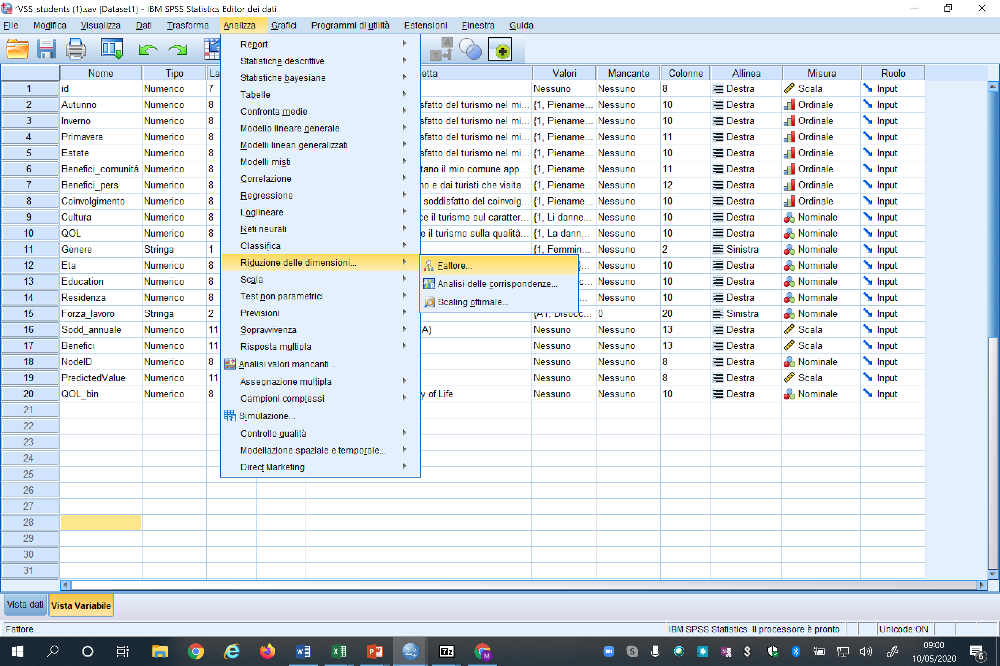 *VSS_students (1).sav [Dataset1] - IBM SPSS Statistics Editor dei dati
File Modifica Visualizza Dati Trasforma Analizza Grafici Programmi di utilità Estensioni Finestra Guida
Nome Tipo La etta Valori Mancante Colonne Allinea Misura Ruolo
1 id Numerico 7 Nessuno Nessuno 8 Destra Scala Input
2 Autunno Numerico 8 sfatto del turismo nel mi... {1, Piename... Nessuno 10 Destra Ordinale Input
3 Inverno Numerico 8 sfatto del turismo nel mi... {1, Piename... Nessuno 10 Destra Ordinale Input
4 Primavera Numerico 8 sfatto del turismo nel mi... {1, Piename... Nessuno 11 Destra Ordinale Input
5 Estate Numerico 8 sfatto del turismo nel mi... {1, Piename... Nessuno 10 Destra Ordinale Input
6 Benefici_comunità Numerico 8 tano il mio comune app... {1, Piename... Nessuno 11 Destra Ordinale Input
7 Benefici_pers Numerico 8 no e dai turisti che visita... {1, Piename... Nessuno 12 Destra Ordinale Input
8 Coinvolgimento Numerico 8 soddisfatto del coinvolg... {1, Piename... Nessuno 10 Destra Ordinale Input
9 Cultura Numerico 8 ce il turismo sul caratter... {1, Li danne... Nessuno 10 Destra Nominale Input
10 QOL Numerico 8 e il turismo sulla qualità... {1, La dann... Nessuno 10 Destra Nominale Input
11 Genere Stringa 1 {1, Femmin... Nessuno 2 Sinistra Nominale Input
12 Eta Numerico 8 }... Nessuno 10 Destra Nominale Input
13 Education Numerico 8 c... Nessuno 10 Destra Nominale Input
14 Residenza Numerico 8 ... Nessuno 10 Destra Nominale Input
15 Forza_lavoro Stringa 2 {A1, Disocc... 0 20 Sinistra Nominale Input
16 Sodd_annuale Numerico 11 A) Nessuno Nessuno 13 Destra Scala Input
17 Benefici Numerico 11 Nessuno Nessuno 13 Destra Scala Input
18 NodeID Numerico 8 Nessuno Nessuno 8 Destra Nominale Input
19 PredictedValue Numerico 11 Nessuno Nessuno 8 Destra Scala Input
20 QOL_bin Numerico 8 y of Life Nessuno Nessuno 10 Destra Nominale Input
21
22
23
24
25
26
27
28
29
30
31
Report
Statistiche descrittive
Statistiche bayesiane
Tabelle
Confronta medie
Modello lineare generale
Modelli lineari generalizzati
Modelli misti
Correlazione
Regressione
Loglineare
Reti neurali
Classifica
Riduzione delle dimensioni...
Scala
Test non parametrici
Previsioni
Sopravvivenza
Risposta multipla
Analisi valori mancanti...
Assegnazione multipla
Campioni complessi
Simulazione...
Controllo qualità
Modellazione spaziale e temporale...
Direct Marketing
Fattore...
Analisi delle corrispondenze...
Scaling ottimale...
Vista dati Vista Variabile
Fattore... IBM SPSS Statistics Il processore è pronto Unicode:ON
09:00
10/05/2020
6